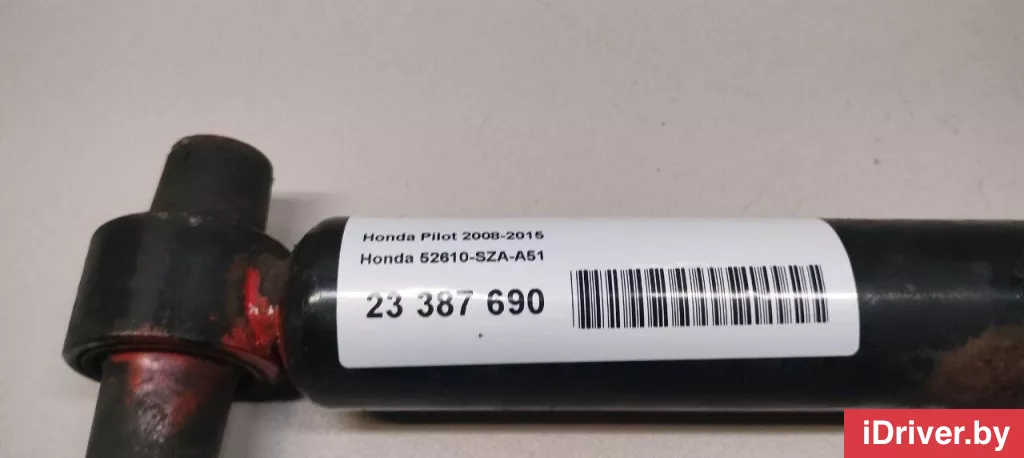 Honda Pilot 2008-2015
Honda 52610-SZA-A51
23 387 690
iDriver.by